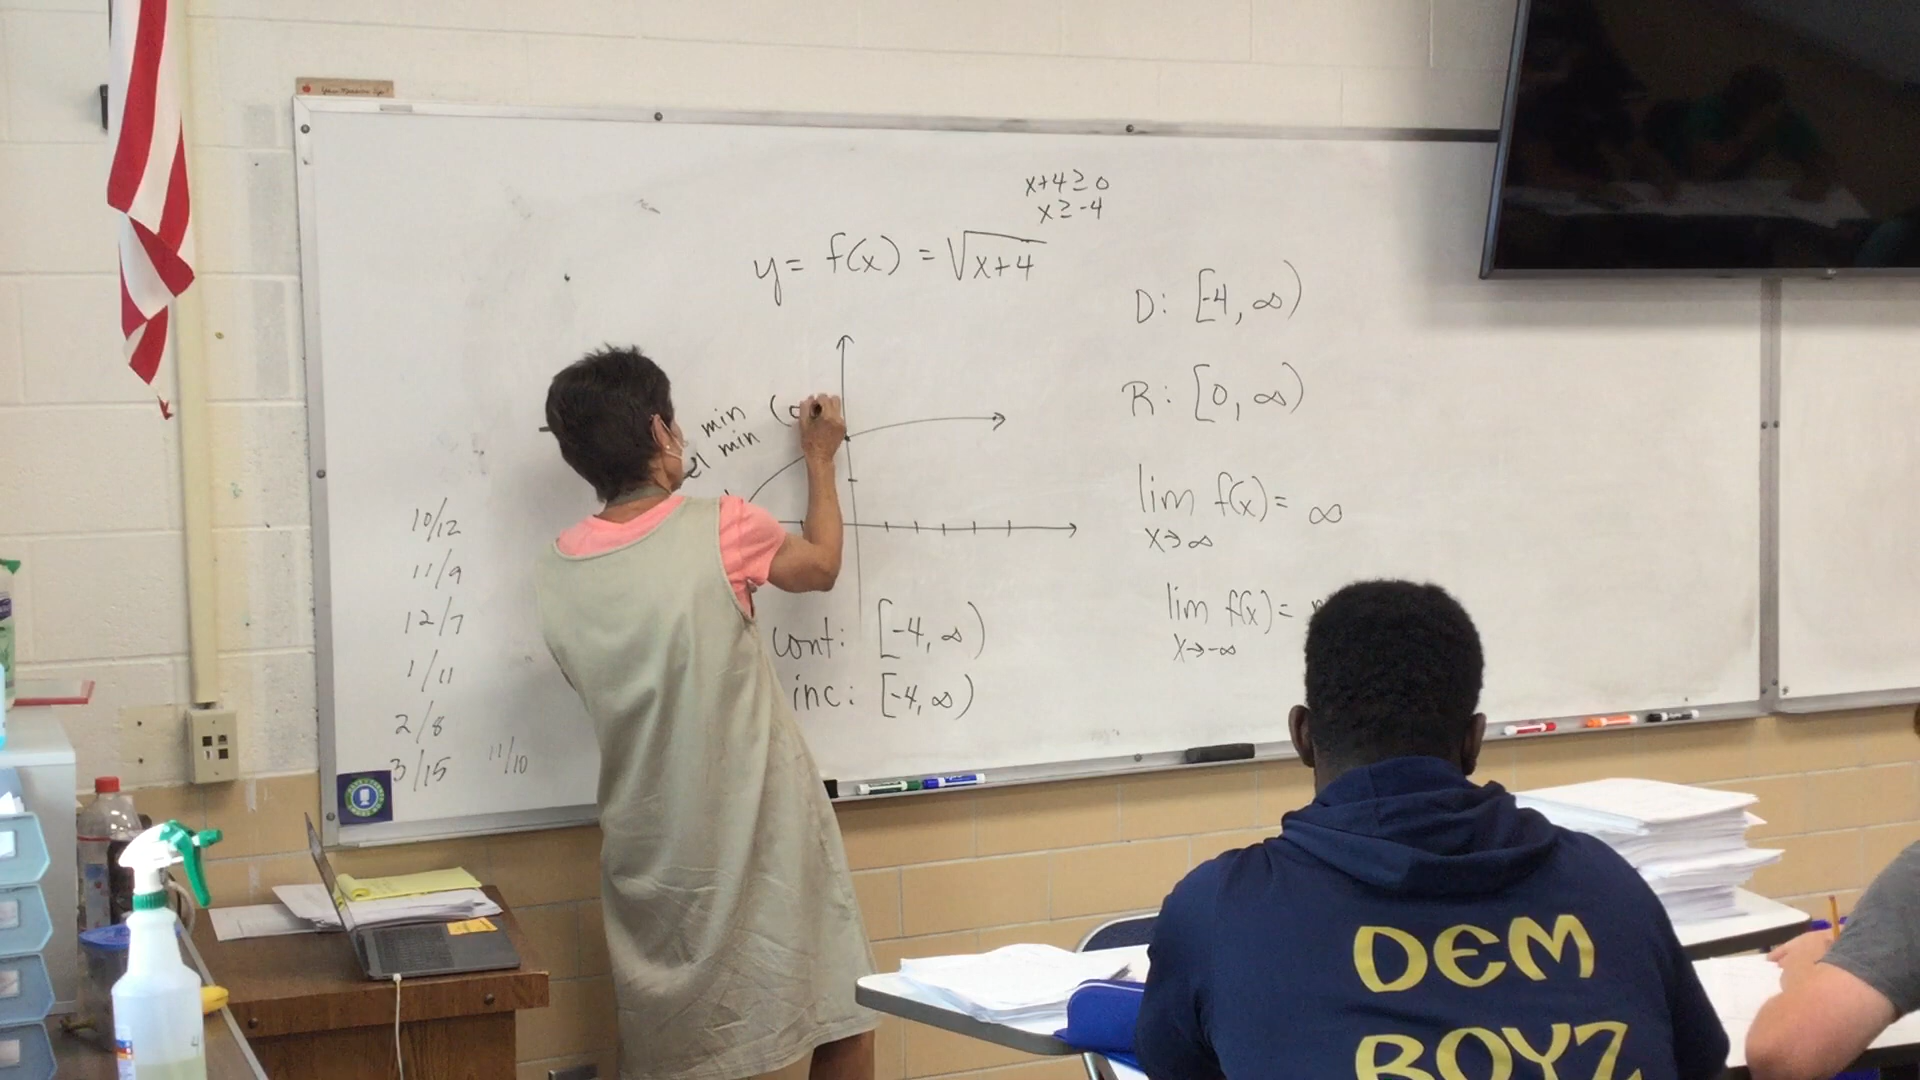 x+4≥0
x≥-4
y= f(x) = √x+4
D: [-4, ∞)
R: [0, ∞)
min
min
lim f(x)= ∞
x→∞
lim f(x)=
x→-∞
cont: [-4, ∞)
inc: [-4, ∞)
10/12
11/9
12/7
1/11
2/8
3/15
11/10
DEM
BOYZ